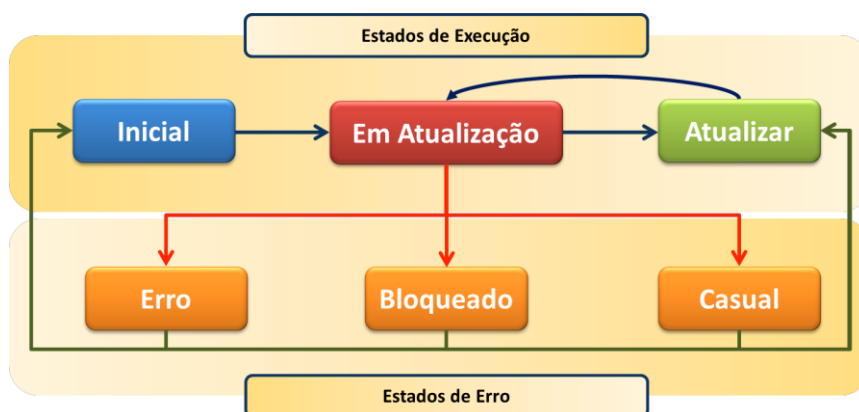 Estados de Execução
Inicial
Em Atualização
Atualizar
Erro
Bloqueado
Casual
Estados de Erro